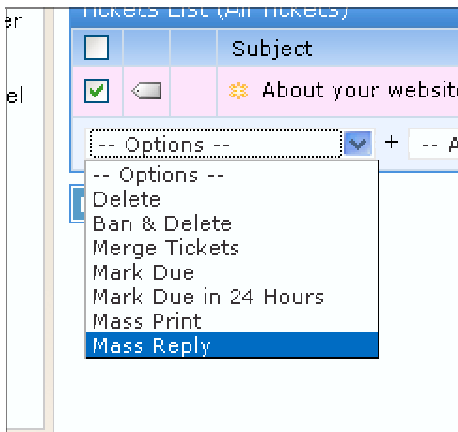 Tickets List (All Tickets)
Subject
About your website
-- Options --
+
--
-- Options --
Delete
Ban & Delete
Merge Tickets
Mark Due
Mark Due in 24 Hours
Mass Print
Mass Reply